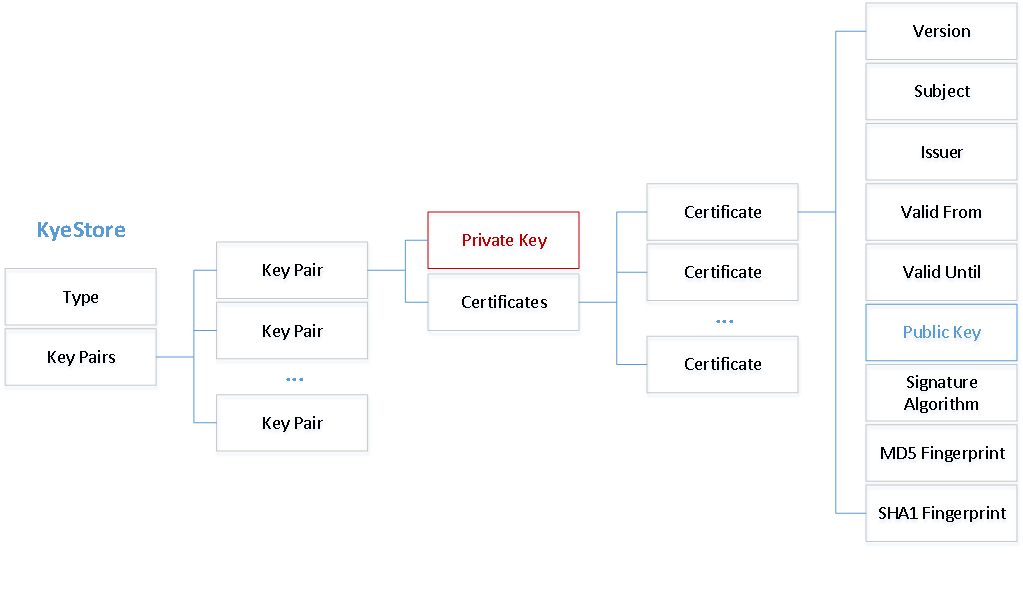 KyeStore
Type
Key Pairs
Key Pair
Key Pair
...
Key Pair
Private Key
Certificates
Certificate
Certificate
...
Certificate
Version
Subject
Issuer
Valid From
Valid Until
Public Key
Signature
Algorithm
MD5 Fingerprint
SHA1 Fingerprint